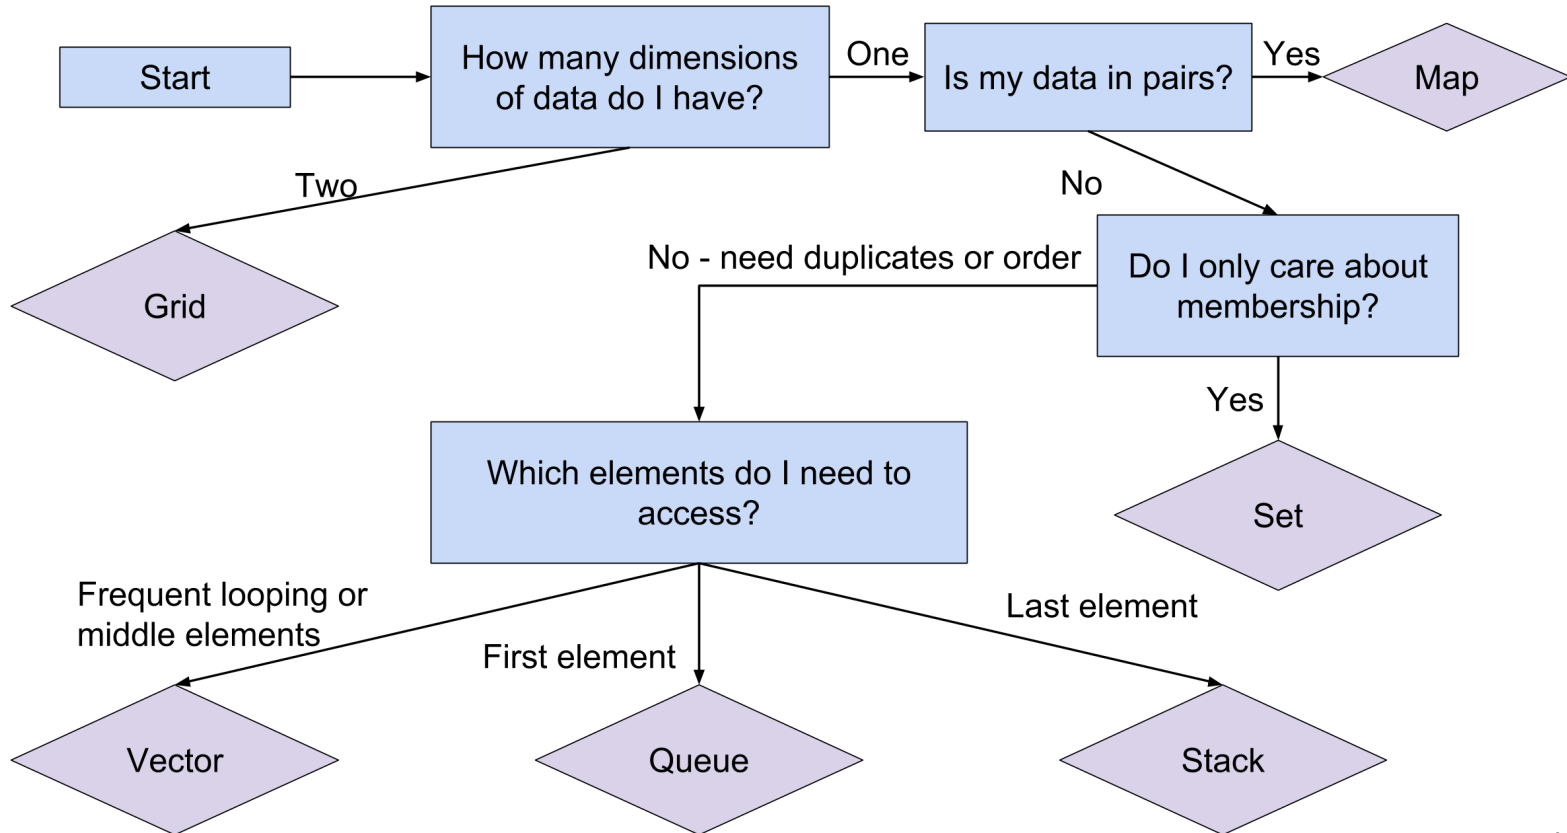 Start
How many dimensions
of data do I have?
One
Is my data in pairs?
Yes
Map
Two
No
Grid
No - need duplicates or order
Do I only care about
membership?
Yes
Set
Which elements do I need to
access?
Frequent looping or
middle elements
First element
Last element
Vector
Queue
Stack